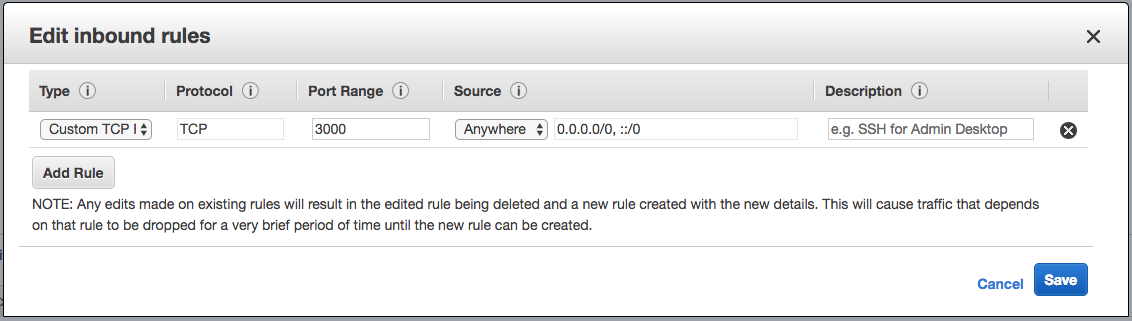 Edit inbound rules
Type Protocol Port Range Source Description
Custom TCP TCP 3000 Anywhere 0.0.0.0/0, ::/0 e.g. SSH for Admin Desktop
Add Rule
NOTE: Any edits made on existing rules will result in the edited rule being deleted and a new rule created with the new details. This will cause traffic that depends
on that rule to be dropped for a very brief period of time until the new rule can be created.
Cancel Save